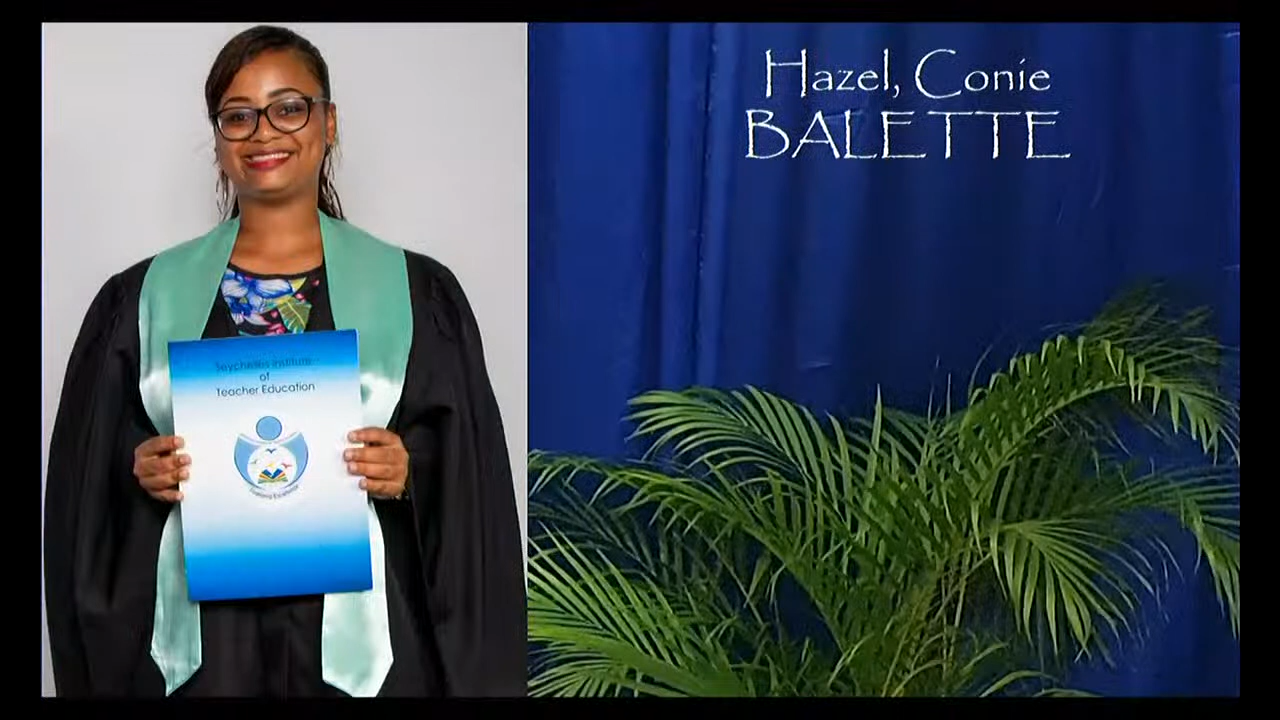 Hazel, Conie
BALETTE
Seychelles Institute
of
Teacher Education